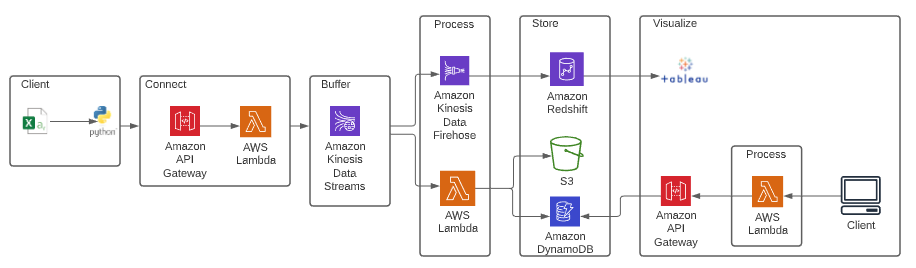 Client
X
a,
python
Connect
Amazon
API
Gateway
AWS
Lambda
Buffer
Amazon
Kinesis
Data
Streams
Process
Amazon
Kinesis
Data
Firehose
AWS
Lambda
Store
Amazon
Redshift
S3
Amazon
DynamoDB
Visualize
+ableau
Amazon
API
Gateway
Process
AWS
Lambda
Client